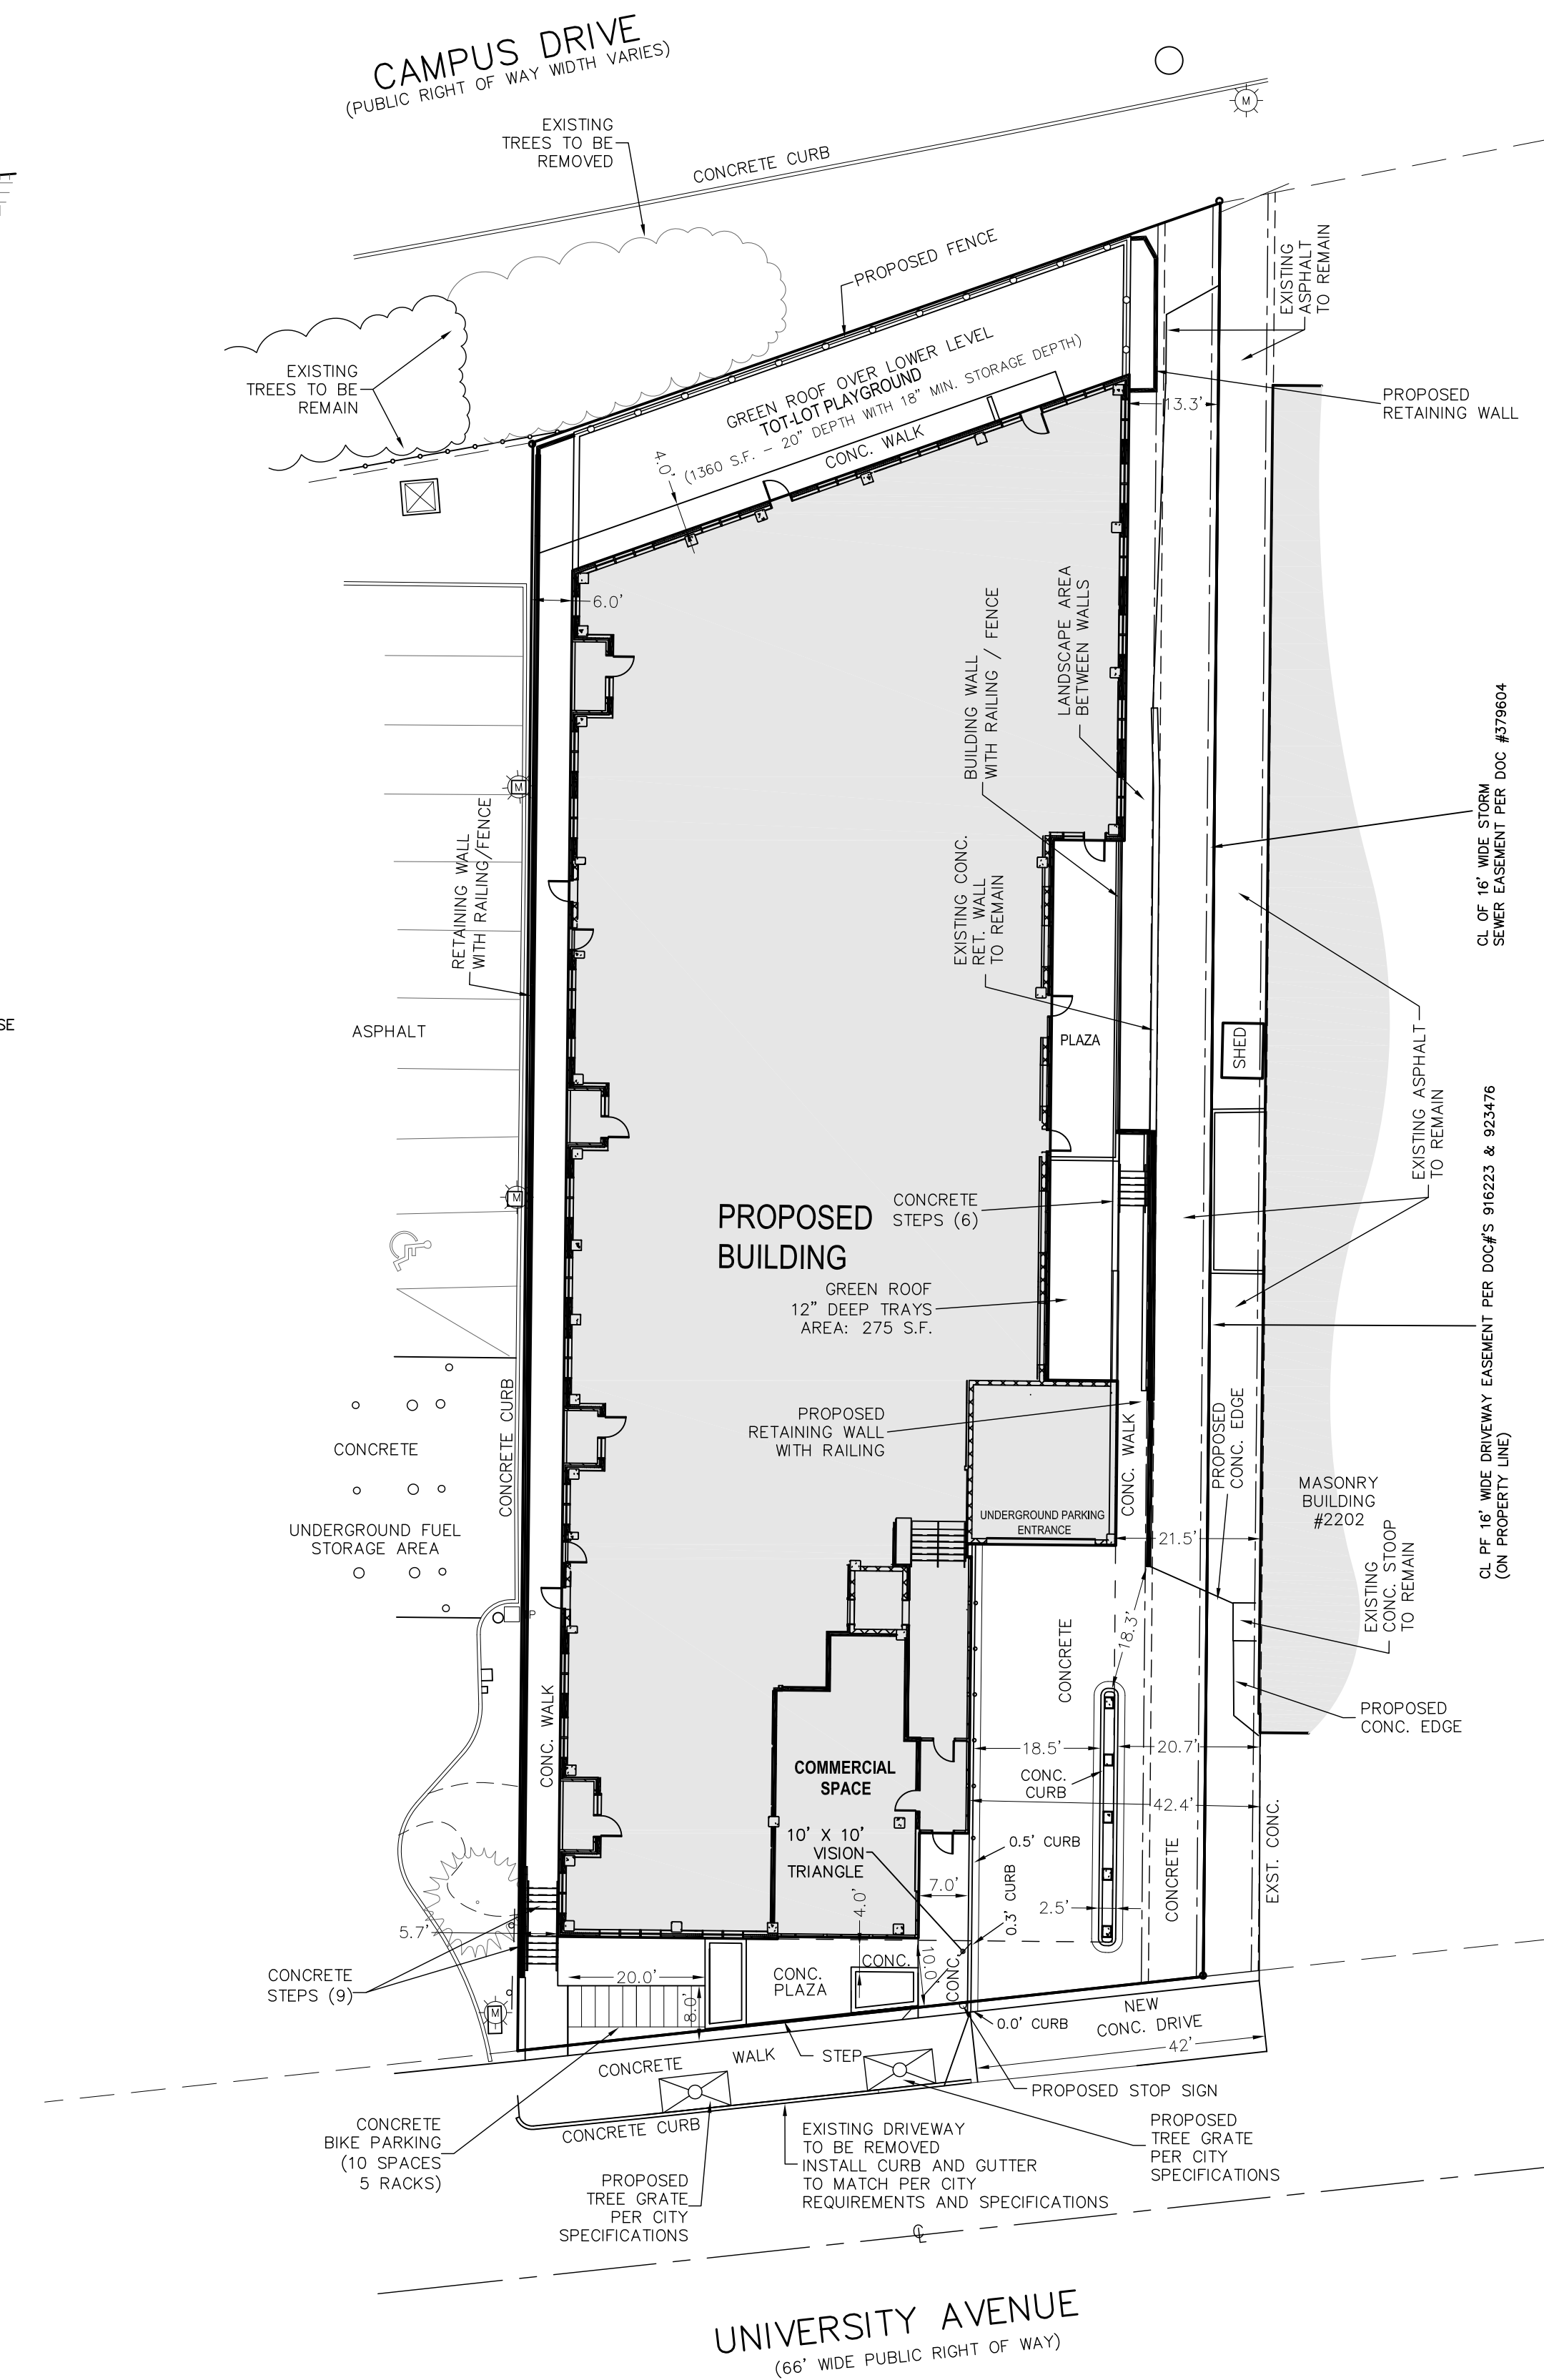 CAMPUS DRIVE
(PUBLIC RIGHT OF WAY WIDTH VARIES)
M
EXISTING
TREES TO BE
REMOVED
CONCRETE CURB
PROPOSED FENCE
EXISTING
ASPHALT
TO REMAIN
EXISTING
TREES TO BE
REMAIN
GREEN ROOF OVER LOWER LEVEL
TOT-LOT PLAYGROUND
(1360 S.F. – 20" DEPTH WITH 18" MIN. STORAGE DEPTH)
CONC. WALK
4.0'
13.3'
PROPOSED
RETAINING WALL
6.0'
LANDSCAPE AREA
BETWEEN WALLS
BUILDING WALL
WITH RAILING / FENCE
CL OF 16' WIDE STORM
SEWER EASEMENT PER DOC #379604
M
RETAINING WALL
WITH RAILING/FENCE
EXISTING CONC.
RET. WALL
TO REMAIN
SE
ASPHALT
PLAZA
SHED
EXISTING ASPHALT
TO REMAIN
M
PROPOSED
BUILDING
CONCRETE
STEPS (6)
GREEN ROOF
12" DEEP TRAYS
AREA: 275 S.F.
CL PF 16' WIDE DRIVEWAY EASEMENT PER DOC#'S 916223 & 923476
(ON PROPERTY LINE)
CONCRETE CURB
CONCRETE
PROPOSED
RETAINING WALL
WITH RAILING
CONC. WALK
PROPOSED
CONC. EDGE
MASONRY
BUILDING
#2202
UNDERGROUND FUEL
STORAGE AREA
UNDERGROUND PARKING
ENTRANCE
21.5'
EXISTING
CONC. STOOP
TO REMAIN
P
18.3'
CONCRETE
CONC. WALK
PROPOSED
CONC. EDGE
18.5'
20.7'
COMMERCIAL
SPACE
CONC.
CURB
42.4'
10' X 10'
VISION
TRIANGLE
0.5' CURB
CONCRETE
EXST. CONC.
7.0'
4.0'
0.3' CURB
2.5'
5.7'
CONCRETE
STEPS (9)
20.0'
CONC.
PLAZA
CONC.
10.0'
CONC.
8.0'
M
NEW
CONC. DRIVE
0.0' CURB
42'
CONCRETE
WALK
STEP
PROPOSED STOP SIGN
CONCRETE CURB
CONCRETE
BIKE PARKING
(10 SPACES
5 RACKS)
EXISTING DRIVEWAY
TO BE REMOVED
INSTALL CURB AND GUTTER
TO MATCH PER CITY
REQUIREMENTS AND SPECIFICATIONS
PROPOSED
TREE GRATE
PER CITY
SPECIFICATIONS
PROPOSED
TREE GRATE
PER CITY
SPECIFICATIONS
CL
UNIVERSITY AVENUE
(66' WIDE PUBLIC RIGHT OF WAY)